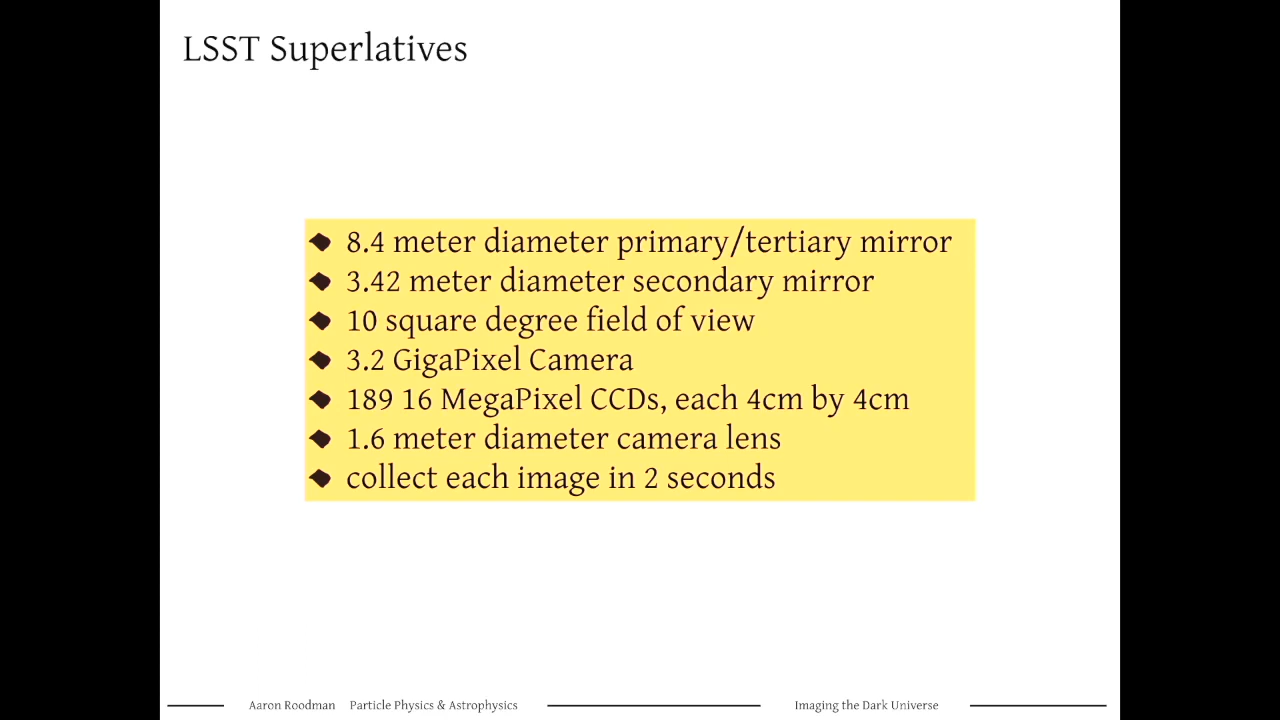 LSST Superlatives
8.4 meter diameter primary/tertiary mirror
3.42 meter diameter secondary mirror
10 square degree field of view
3.2 GigaPixel Camera
189 16 MegaPixel CCDs, each 4cm by 4cm
1.6 meter diameter camera lens
collect each image in 2 seconds
Aaron Roodman Particle Physics & Astrophysics Imaging the Dark Universe